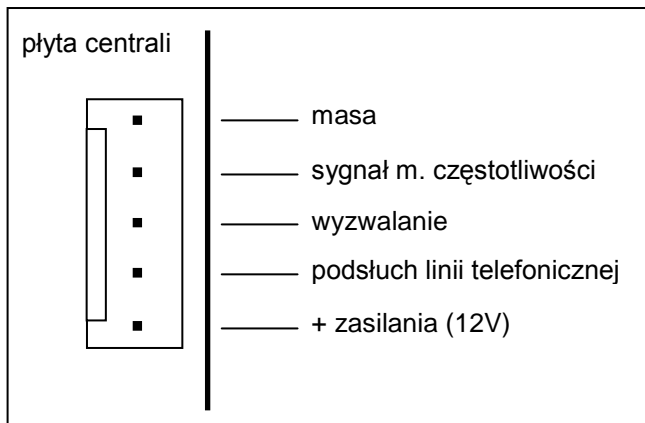 płyta centrali
masa
sygnał m. częstotliwości
wyzwalanie
podsłuch linii telefonicznej
+ zasilania (12V)